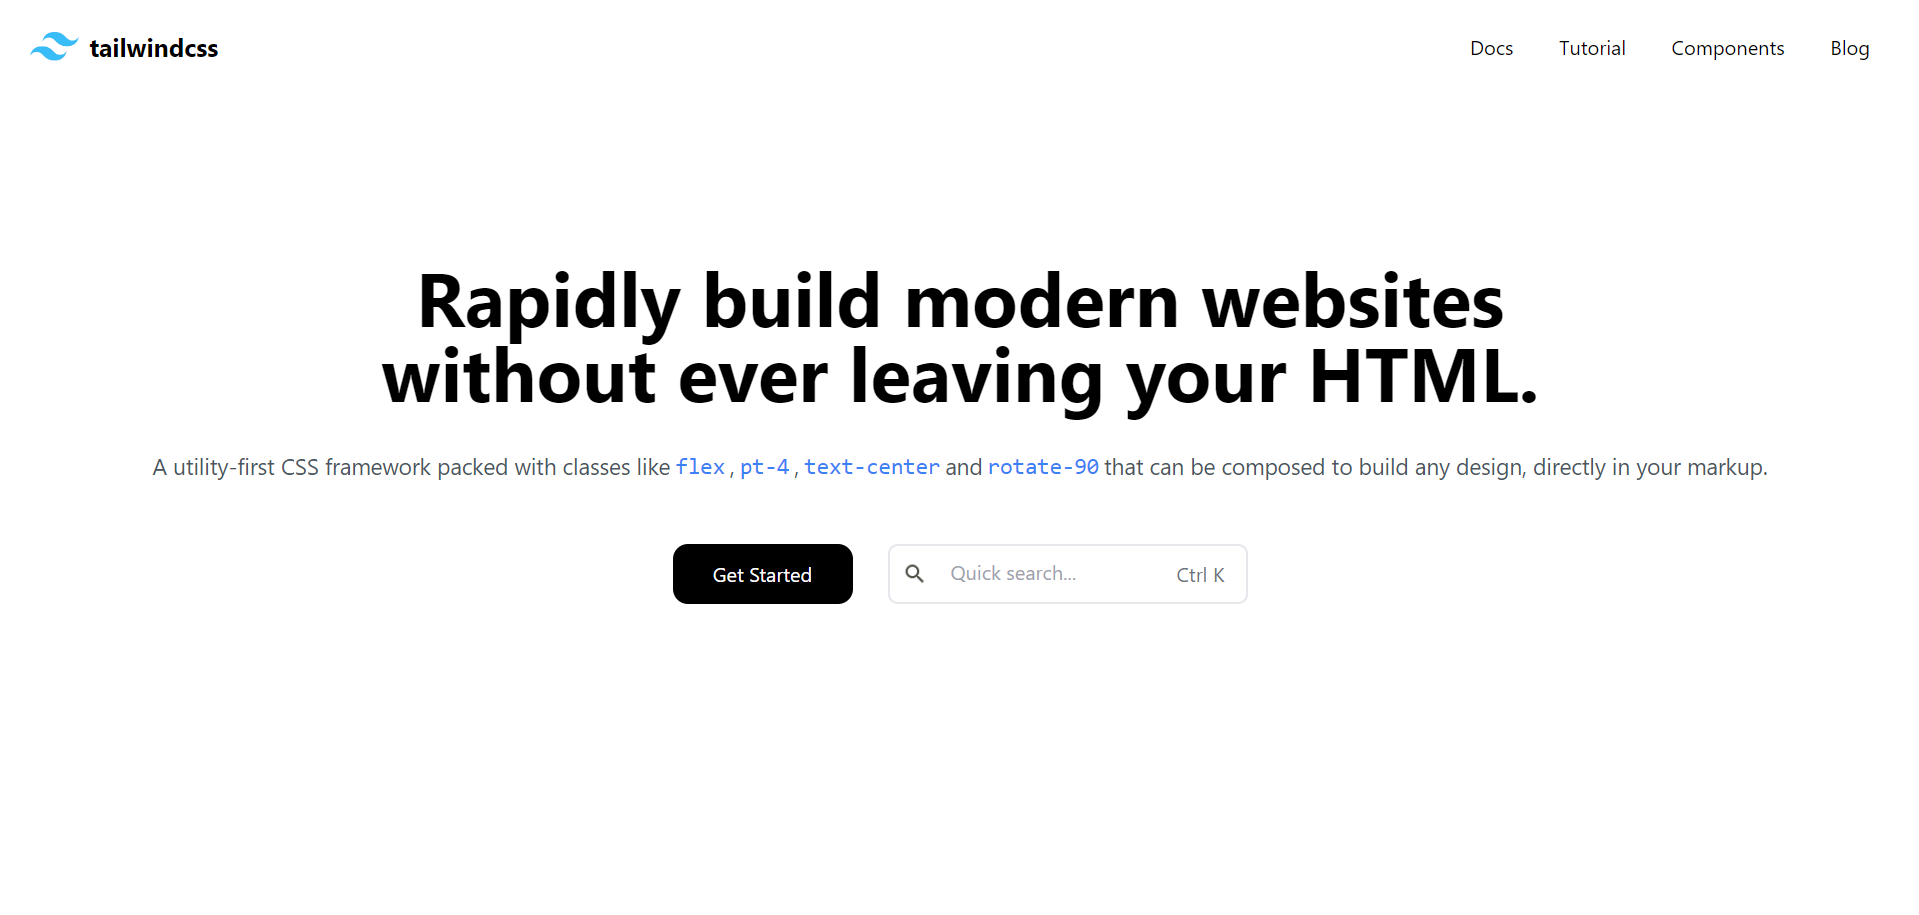 tailwindcss
Docs Tutorial Components Blog
Rapidly build modern websites
without ever leaving your HTML.
A utility-first CSS framework packed with classes like flex , pt-4 , text-center and rotate-90 that can be composed to build any design, directly in your markup.
Get Started
Quick search... Ctrl K